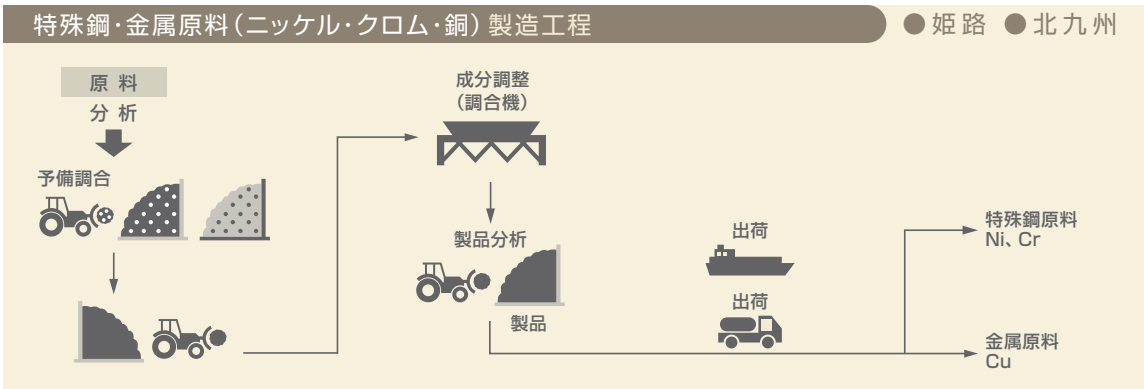 特殊鋼・金属原料（ニッケル・クロム・銅）製造工程
●姫路 ●北九州
原料
分析
予備調合
成分調整
（調合機）
製品分析
製品
出荷
出荷
特殊鋼原料
Ni、Cr
金属原料
Cu